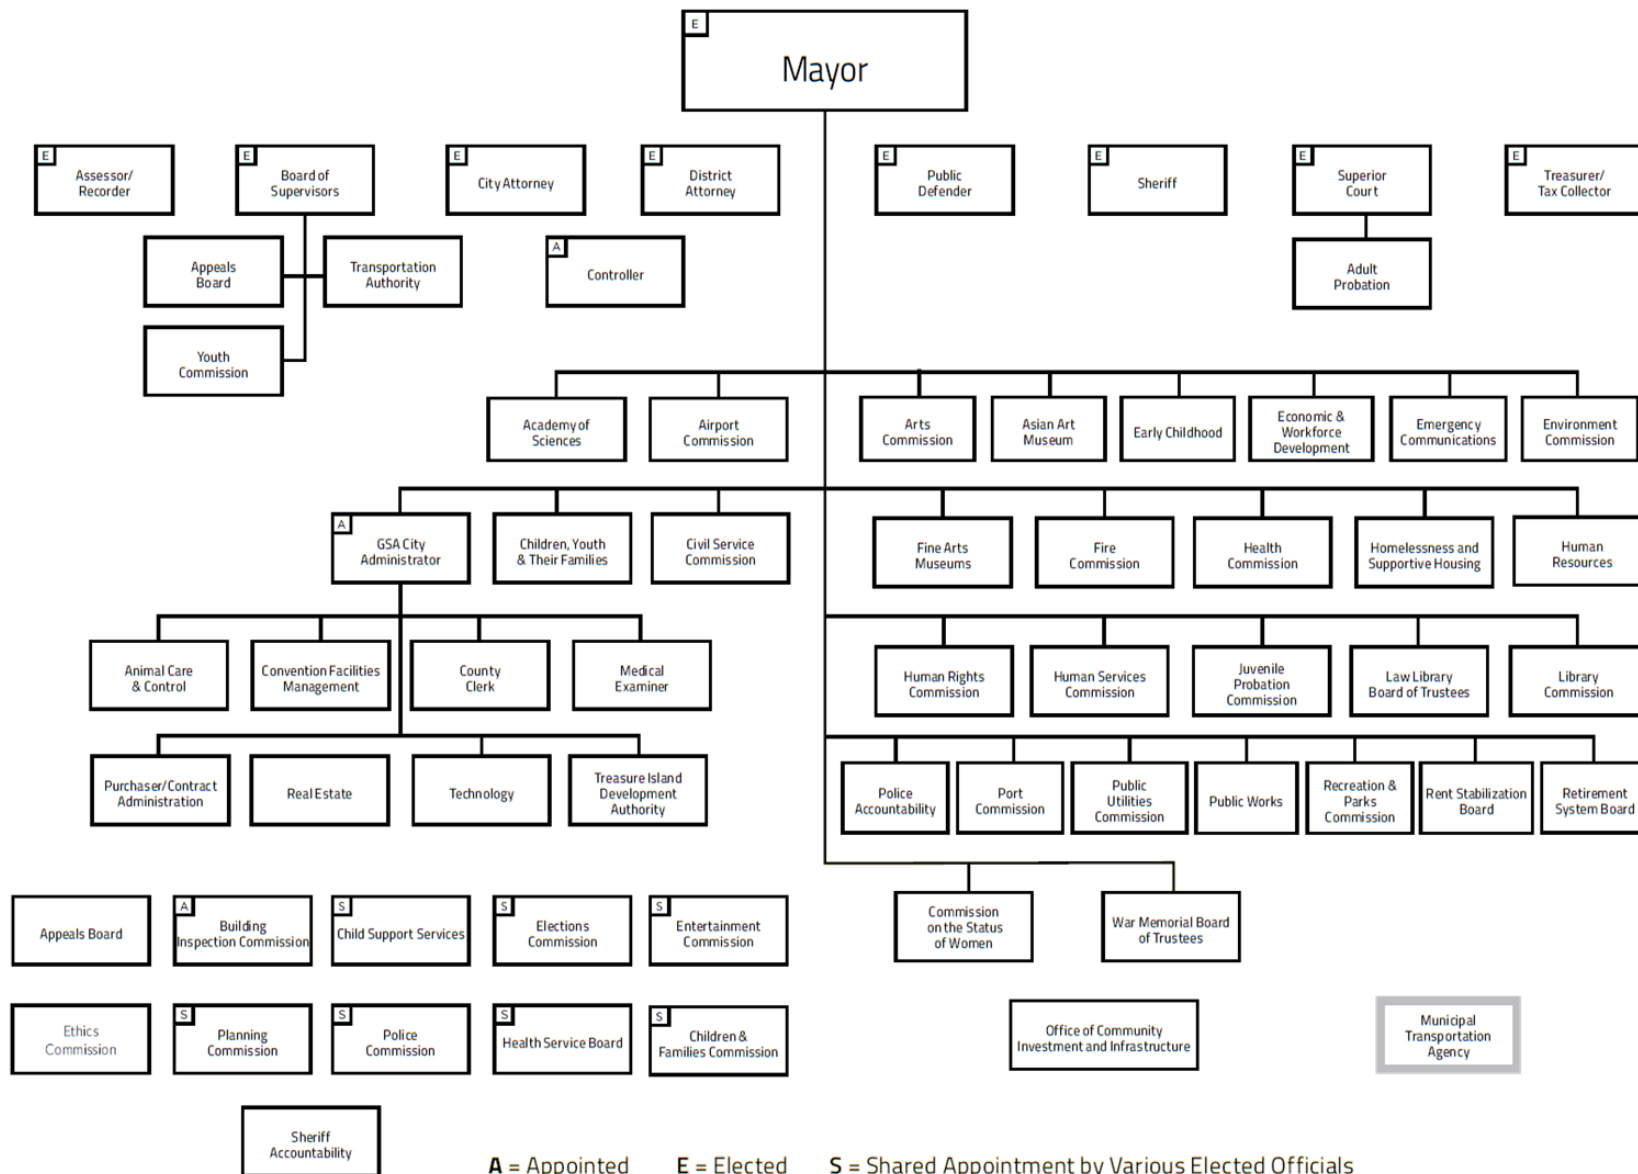 E
Mayor
E
Assessor/
Recorder
E
Board of
Supervisors
E
City Attorney
E
District
Attorney
E
Public
Defender
E
Sheriff
E
Superior
Court
E
Treasurer/
Tax Collector
Appeals
Board
Transportation
Authority
A
Controller
Adult
Probation
Youth
Commission
Academy of
Sciences
Airport
Commission
Arts
Commission
Asian Art
Museum
Early Childhood
Economic &
Workforce
Development
Emergency
Communications
Environment
Commission
A
GSA City
Administrator
Children, Youth
& Their Families
Civil Service
Commission
Fine Arts
Museums
Fire
Commission
Health
Commission
Homelessness and
Supportive Housing
Human
Resources
Animal Care
& Control
Convention Facilities
Management
County
Clerk
Medical
Examiner
Human Rights
Commission
Human Services
Commission
Juvenile
Probation
Commission
Law Library
Board of Trustees
Library
Commission
Purchaser/Contract
Administration
Real Estate
Technology
Treasure Island
Development
Authority
Police
Accountability
Port
Commission
Public
Utilities
Commission
Public Works
Recreation &
Parks
Commission
Rent Stabilization
Board
Retirement
System Board
Appeals Board
A
Building
Inspection Commission
S
Child Support Services
S
Elections
Commission
S
Entertainment
Commission
Commission
on the Status
of Women
War Memorial Board
of Trustees
Ethics
Commission
S
Planning
Commission
S
Police
Commission
S
Health Service Board
S
Children &
Families Commission
Office of Community
Investment and Infrastructure
Municipal
Transportation
Agency
Sheriff
Accountability
A = Appointed E = Elected S = Shared Appointment by Various Elected Officials